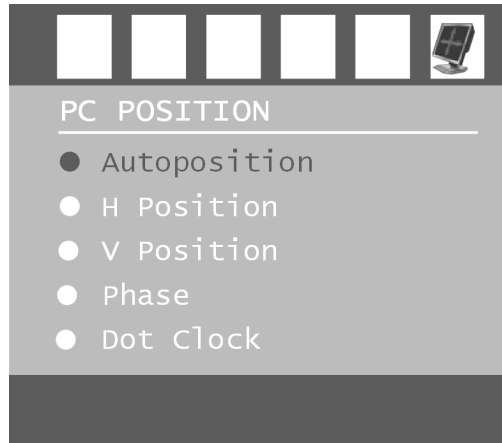 PC POSITION
Autoposition
H Position
V Position
Phase
Dot Clock